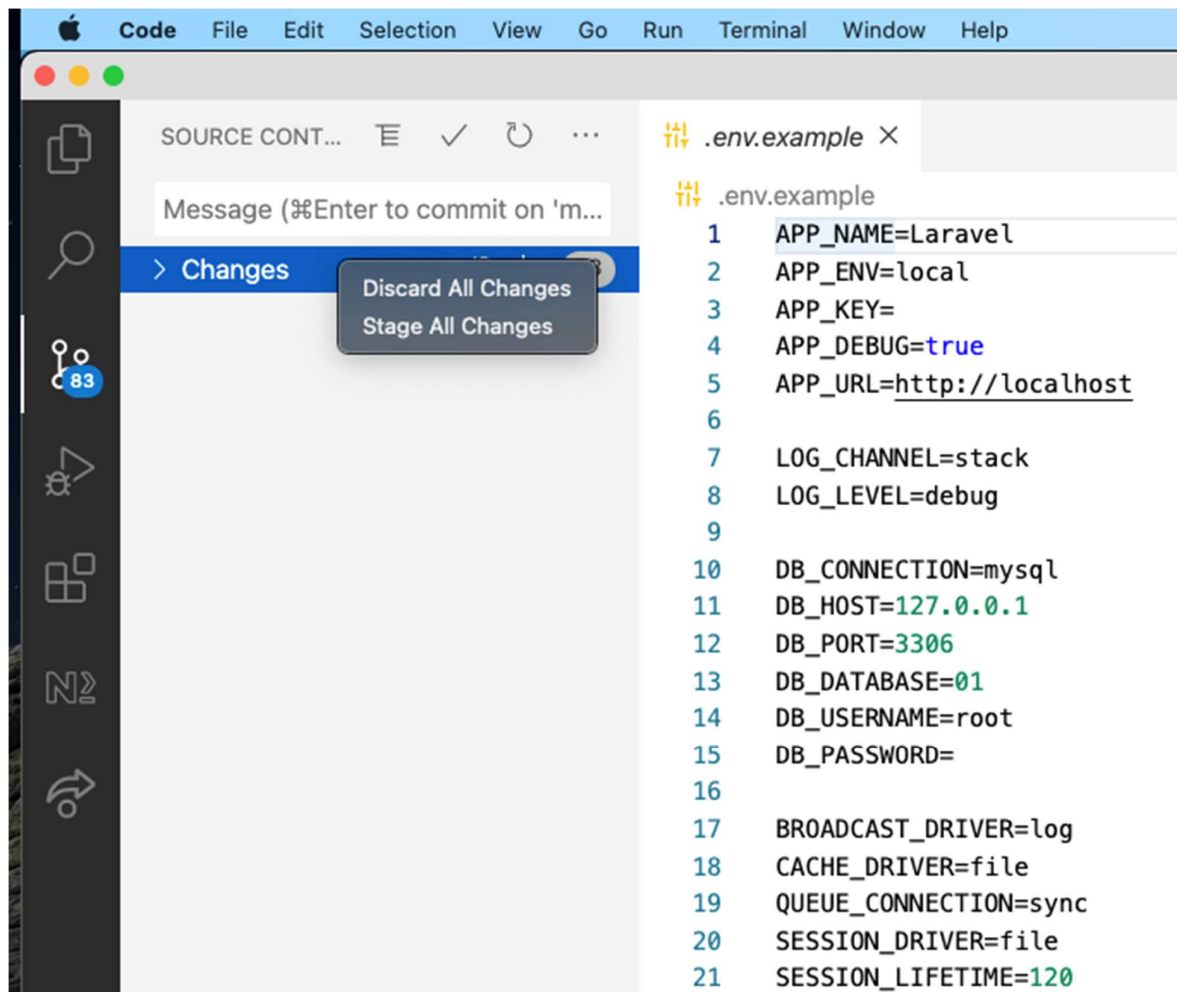 Code File Edit Selection View Go Run Terminal Window Help
SOURCE CONT...
Message (⌘Enter to commit on 'm...
Changes
Discard All Changes
Stage All Changes
83
.env.example
.env.example
1 APP_NAME=Laravel
2 APP_ENV=local
3 APP_KEY=
4 APP_DEBUG=true
5 APP_URL=http://localhost
6
7 LOG_CHANNEL=stack
8 LOG_LEVEL=debug
9
10 DB_CONNECTION=mysql
11 DB_HOST=127.0.0.1
12 DB_PORT=3306
13 DB_DATABASE=01
14 DB_USERNAME=root
15 DB_PASSWORD=
16
17 BROADCAST_DRIVER=log
18 CACHE_DRIVER=file
19 QUEUE_CONNECTION=sync
20 SESSION_DRIVER=file
21 SESSION_LIFETIME=120